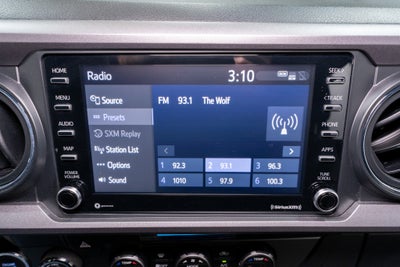 HOME
MENU
AUDIO
MAP
POWER
VOLUME
Radio
3:10
Source
Presets
SXM Replay
Station List
Options
Sound
FM 93.1 The Wolf
1 92.3 2 93.1 3 96.3
4 1010 5 97.9 6 100.3
SEEK
TRACK
PHONE
APPS
TUNE
SCROLL
SiriusXM